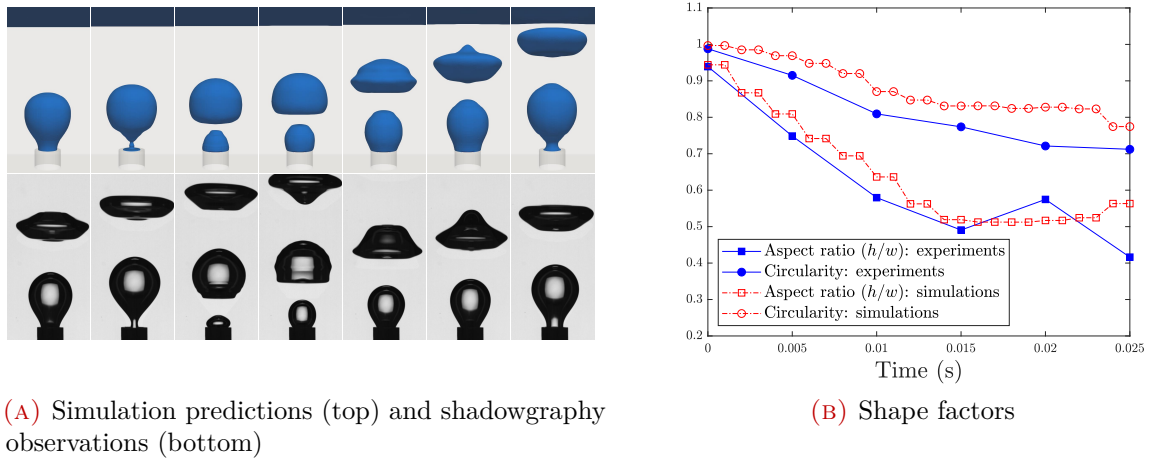 1.1
1
0.9
0.8
0.7
0.6
0.5
0.4
0.3
0.2
Aspect ratio (h/w): experiments
Circularity: experiments
Aspect ratio (h/w): simulations
Circularity: simulations
0 0.005 0.01 0.015 0.02 0.025
Time (s)
(A) Simulation predictions (top) and shadowgraphy
observations (bottom)
(B) Shape factors